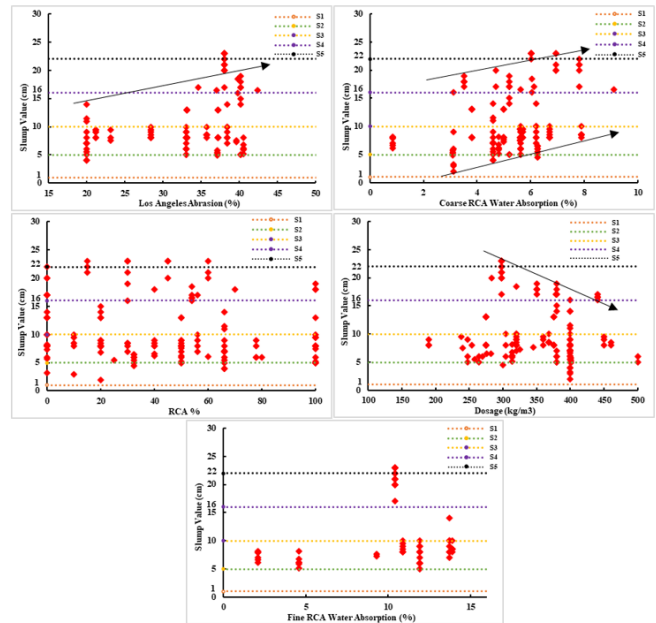 Slump Value (cm)
30
25
22
20
16
15
10
5
1
0
15 20 25 30 35 40 45 50
Los Angeles Abrasion (%)
S1
S2
S3
S4
S5
Slump Value (cm)
30
25
22
20
16
15
10
5
1
0
0 2 4 6 8 10
Coarse RCA Water Absorption (%)
S1
S2
S3
S4
S5
Slump Value (cm)
30
25
22
20
16
15
10
5
1
0
0 20 40 60 80 100
RCA %
S1
S2
S3
S4
S5
Slump Value (cm)
30
25
22
20
16
15
10
5
1
0
100 150 200 250 300 350 400 450 500
Dosage (kg/m3)
S1
S2
S3
S4
S5
Slump Value (cm)
30
25
22
20
16
15
10
5
1
0
0 5 10 15
Fine RCA Water Absorption (%)
S1
S2
S3
S4
S5